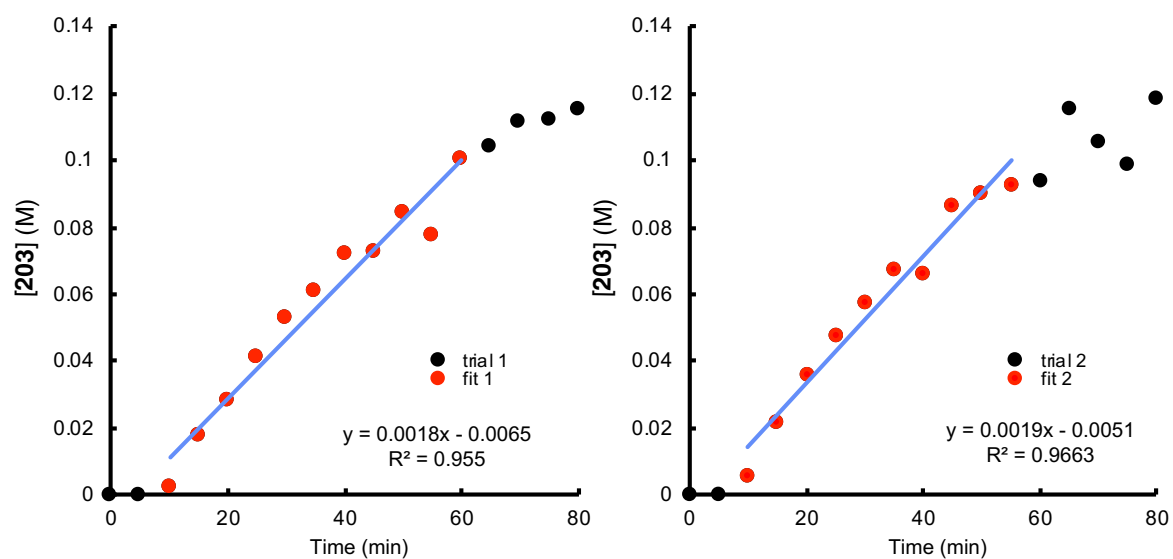 0.14
0.12
0.1
0.08
0.06
0.04
0.02
0
[203] (M)
0 20 40 60 80
Time (min)
trial 1
fit 1
y = 0.0018x - 0.0065
R² = 0.955
0.14
0.12
0.1
0.08
0.06
0.04
0.02
0
[203] (M)
0 20 40 60 80
Time (min)
trial 2
fit 2
y = 0.0019x - 0.0051
R² = 0.9663